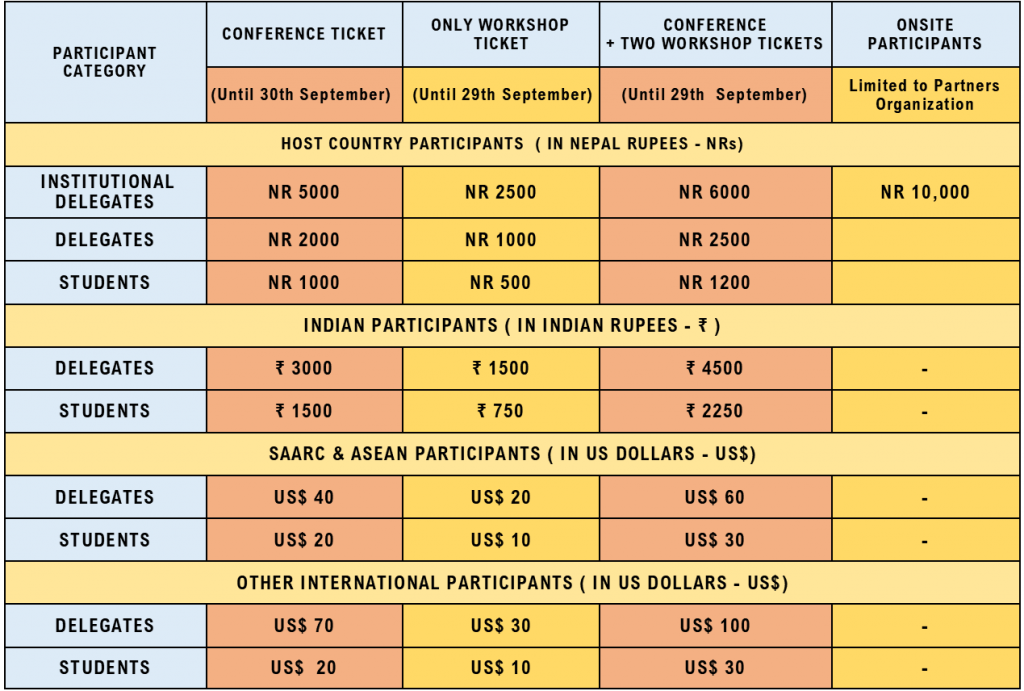 PARTICIPANT
CATEGORY
CONFERENCE TICKET
ONLY WORKSHOP
TICKET
CONFERENCE
+ TWO WORKSHOP TICKETS
ONSITE
PARTICIPANTS
(Until 30th September)
(Until 29th September)
(Until 29th September)
Limited to Partners
Organization
HOST COUNTRY PARTICIPANTS ( IN NEPAL RUPEES - NRs)
INSTITUTIONAL
DELEGATES
NR 5000
NR 2500
NR 6000
NR 10,000
DELEGATES
NR 2000
NR 1000
NR 2500
STUDENTS
NR 1000
NR 500
NR 1200
INDIAN PARTICIPANTS ( IN INDIAN RUPEES - ₹ )
DELEGATES
₹ 3000
₹ 1500
₹ 4500
-
STUDENTS
₹ 1500
₹ 750
₹ 2250
-
SAARC & ASEAN PARTICIPANTS ( IN US DOLLARS - US$)
DELEGATES
US$ 40
US$ 20
US$ 60
-
STUDENTS
US$ 20
US$ 10
US$ 30
-
OTHER INTERNATIONAL PARTICIPANTS ( IN US DOLLARS - US$)
DELEGATES
US$ 70
US$ 30
US$ 100
-
STUDENTS
US$ 20
US$ 10
US$ 30
-